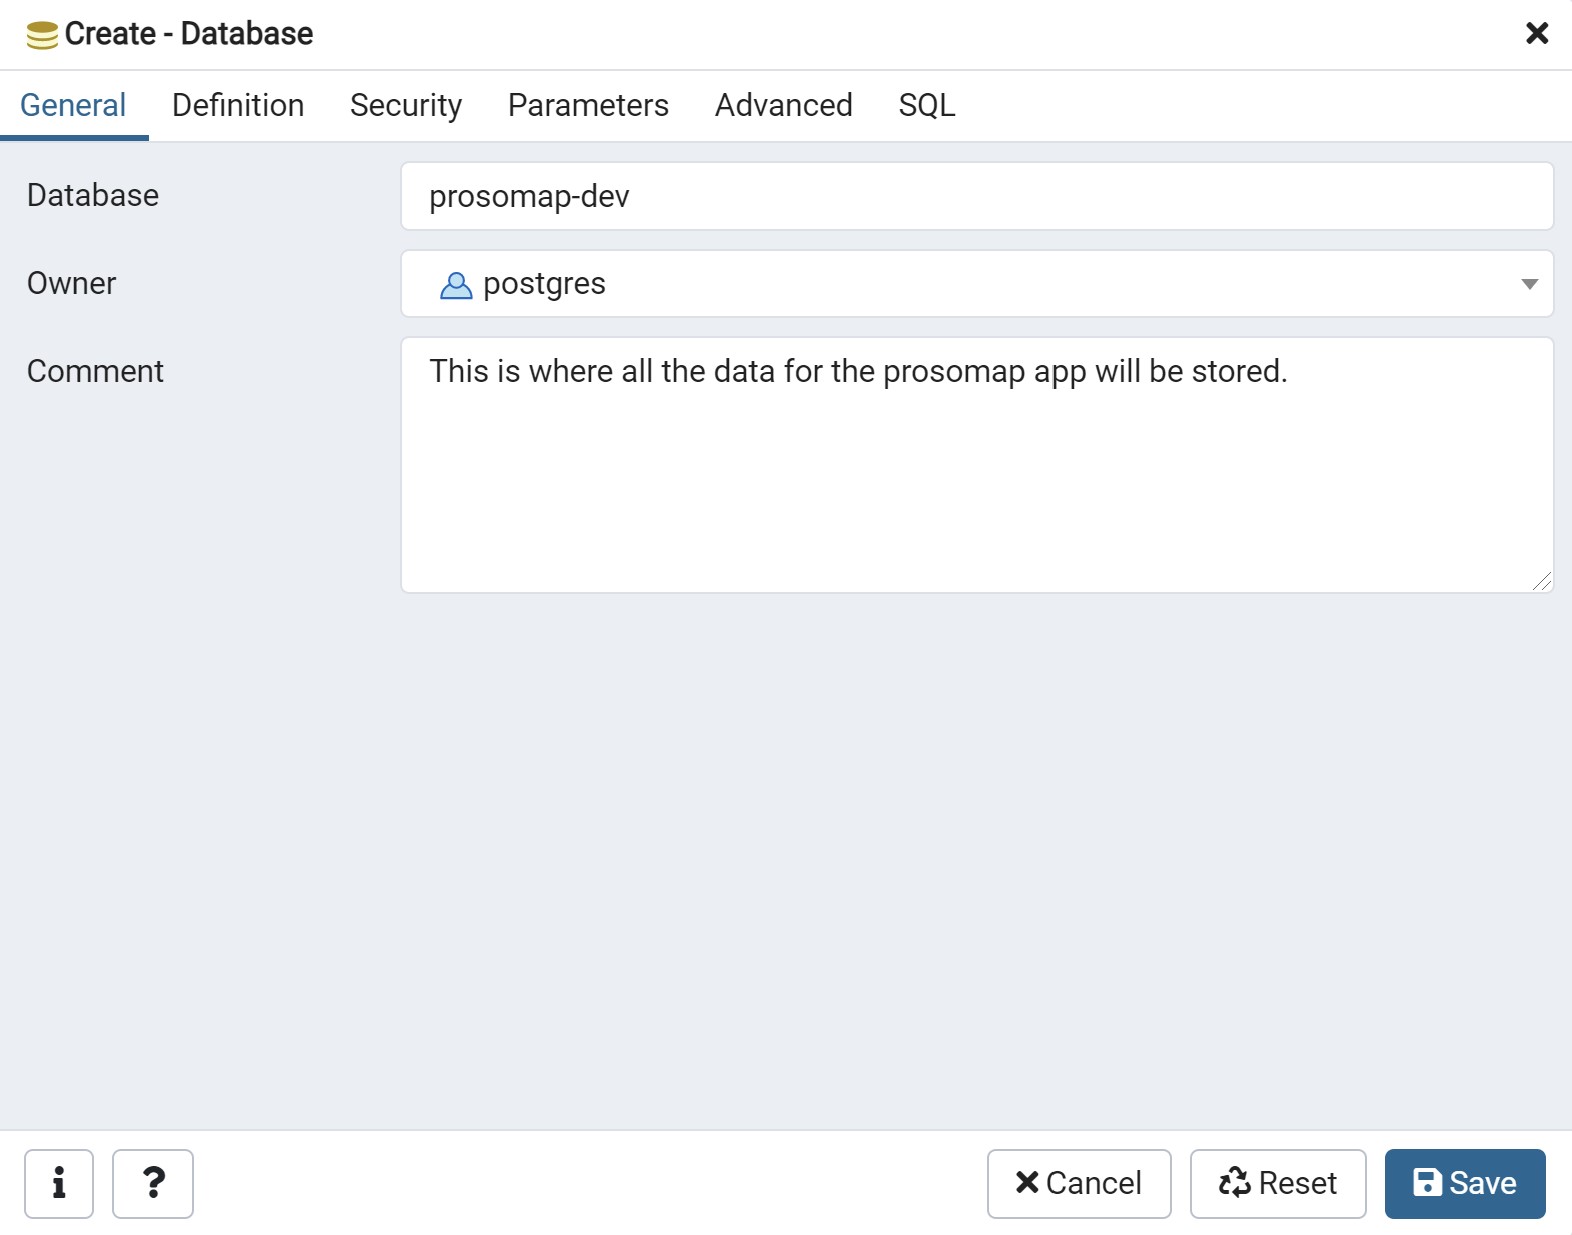 Create - Database
General Definition Security Parameters Advanced SQL
Database prosomap-dev
Owner postgres
Comment This is where all the data for the prosomap app will be stored.
i ? Cancel Reset Save